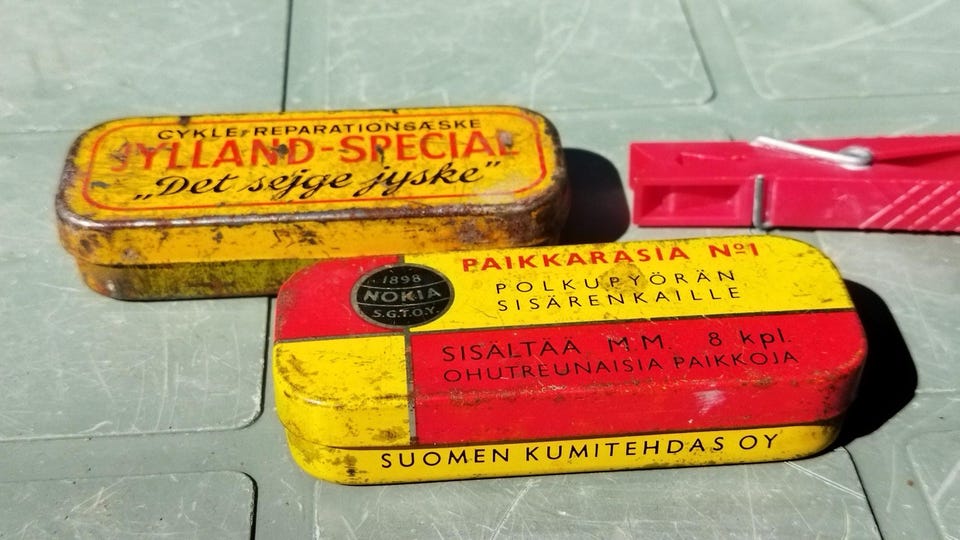 CYKLE-REPARATIONSÆSKE
JYLLAND-SPECIAL
„Det sejge jyske”
1898
NOKIA
S.G.T.O.Y.
PAIKKARASIA Nº1
POLKUPYÖRÄN
SISÄRENKAILLE
SISÄLTÄÄ M.M. 8 kpl.
OHUTREUNAISIA PAIKKOJA
SUOMEN KUMITEHDAS OY